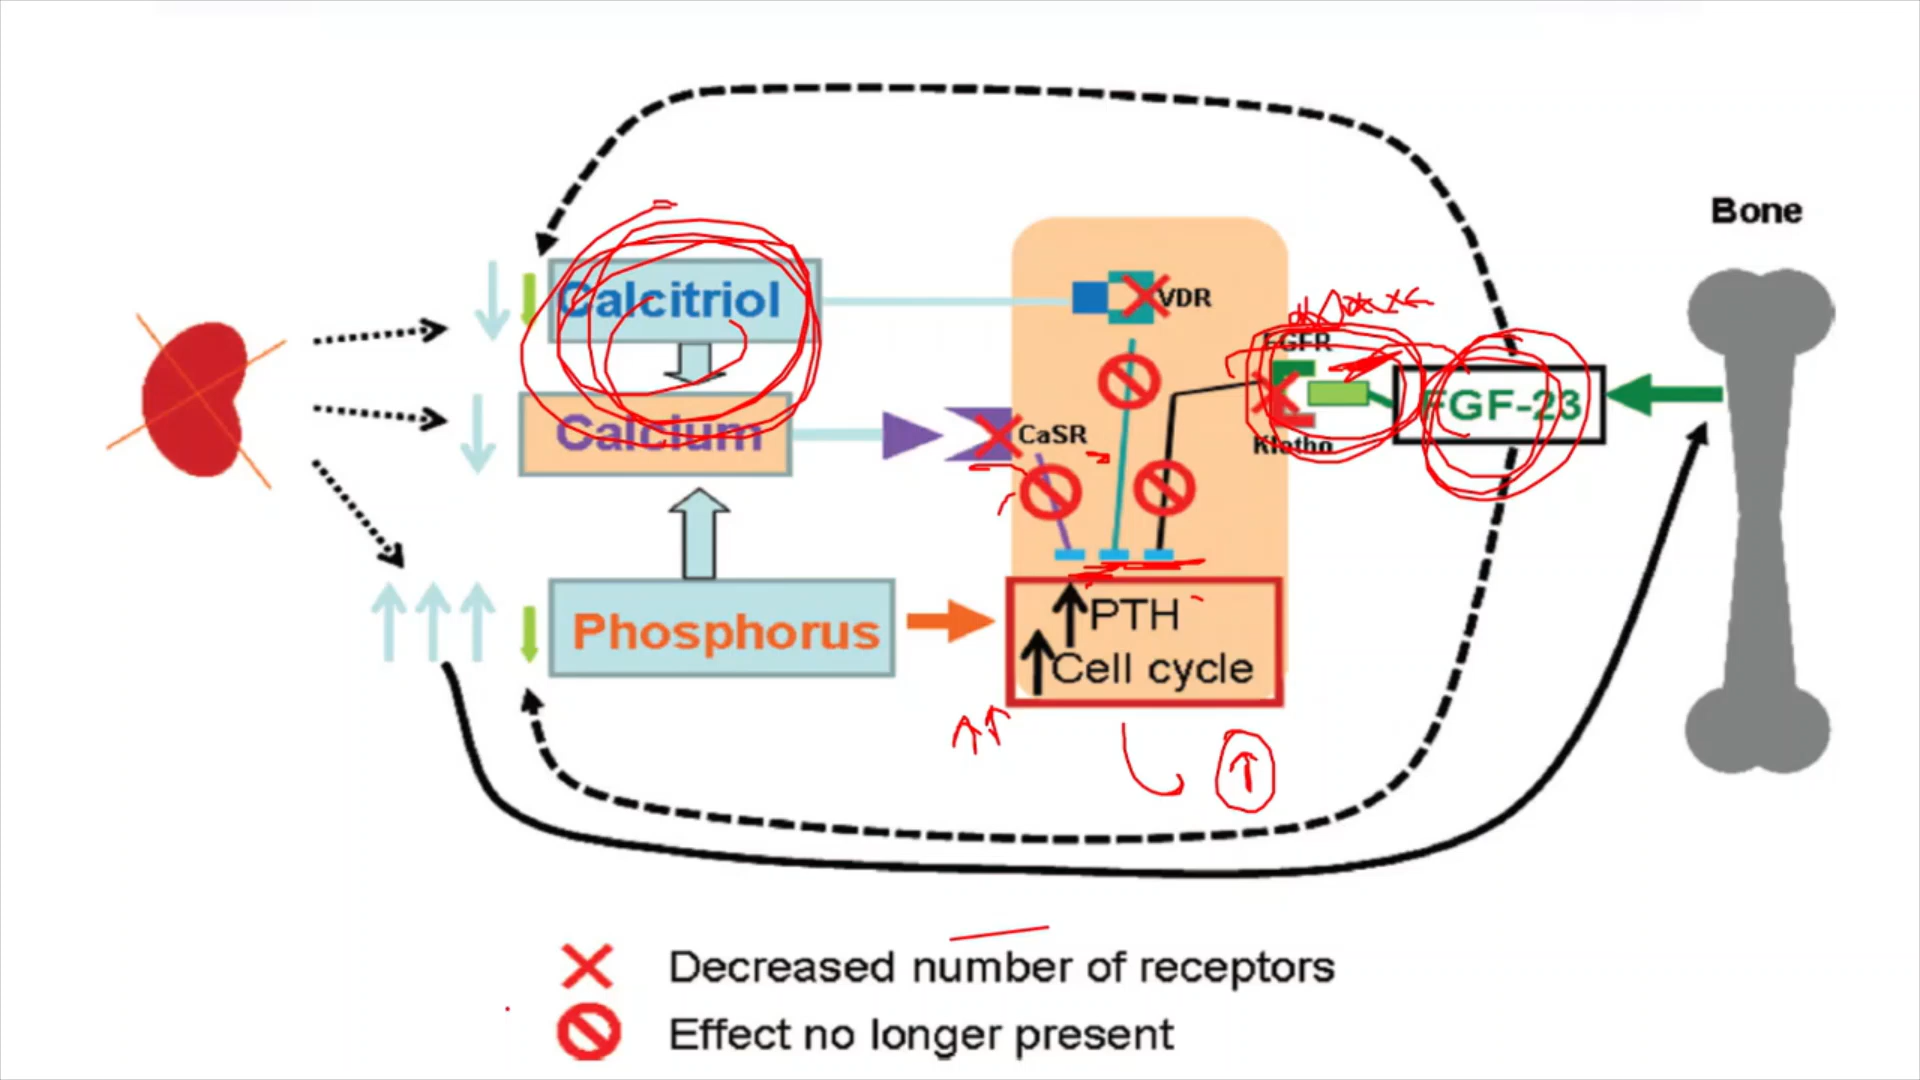 Bone
Calcitriol
VDR
FGFR
FGF-23
Calcium
CaSR
Klotho
Phosphorus
PTH
Cell cycle
Decreased number of receptors
Effect no longer present